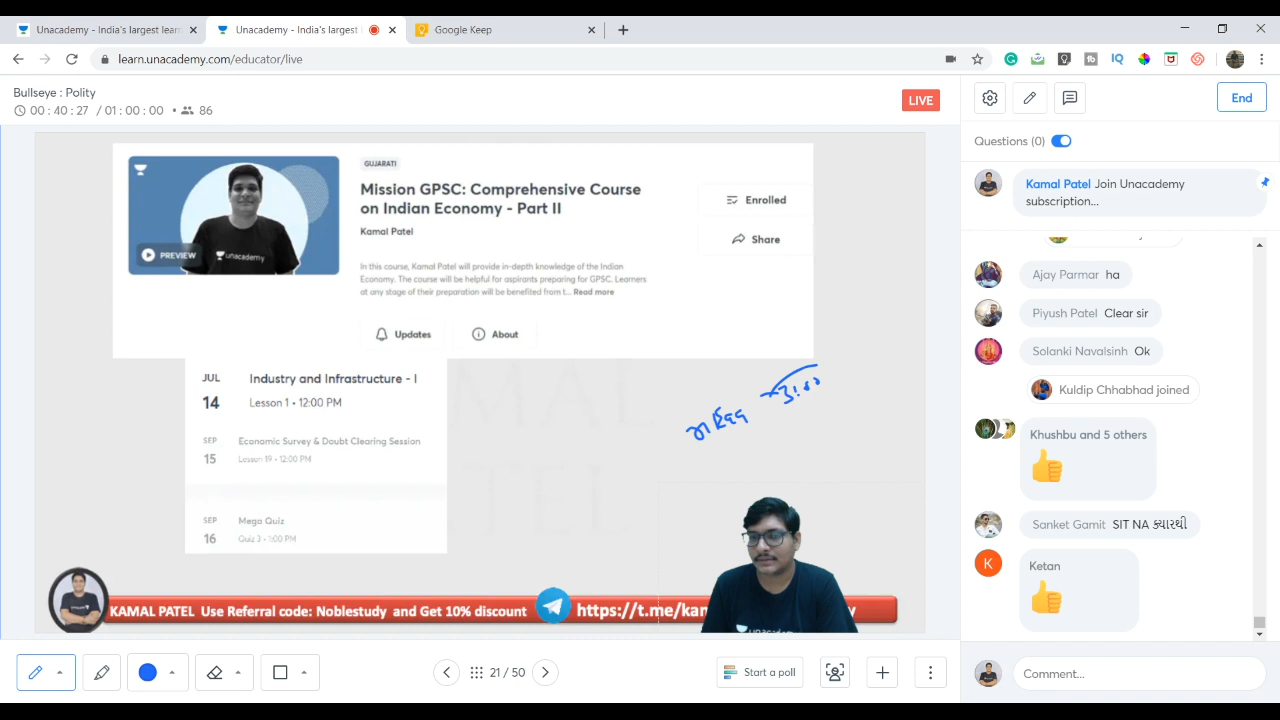 Unacademy - India's largest learn
Unacademy - India's largest l
Google Keep
learn.unacademy.com/educator/live
IQ
Bullseye : Polity
00 : 40 : 27 / 01 : 00 : 00 • 86
LIVE
End
Questions (0)
Kamal Patel Join Unacademy
subscription...
GUJARATI
Mission GPSC: Comprehensive Course
on Indian Economy - Part II
Kamal Patel
In this course, Kamal Patel will provide in-depth knowledge of the Indian
Economy. The course will be helpful for aspirants preparing for GPSC. Learners
at any stage of their preparation will be benefited from t... Read more
Enrolled
Share
PREVIEW
unacademy
Updates
About
JUL
14
Industry and Infrastructure - I
Lesson 1 • 12:00 PM
SEP
15
Economic Survey & Doubt Clearing Session
Lesson 19 • 12:00 PM
SEP
16
Mega Quiz
Quiz 3 • 1:00 PM
KAMAL PATEL Use Referral code: Noblestudy and Get 10% discount
https://t.me/kam
y
Ajay Parmar ha
Piyush Patel Clear sir
Solanki Navalsinh Ok
Kuldip Chhabhad joined
Khushbu and 5 others
Sanket Gamit SIT NA ક્યારથી
K
Ketan
21 / 50
Start a poll
Comment...